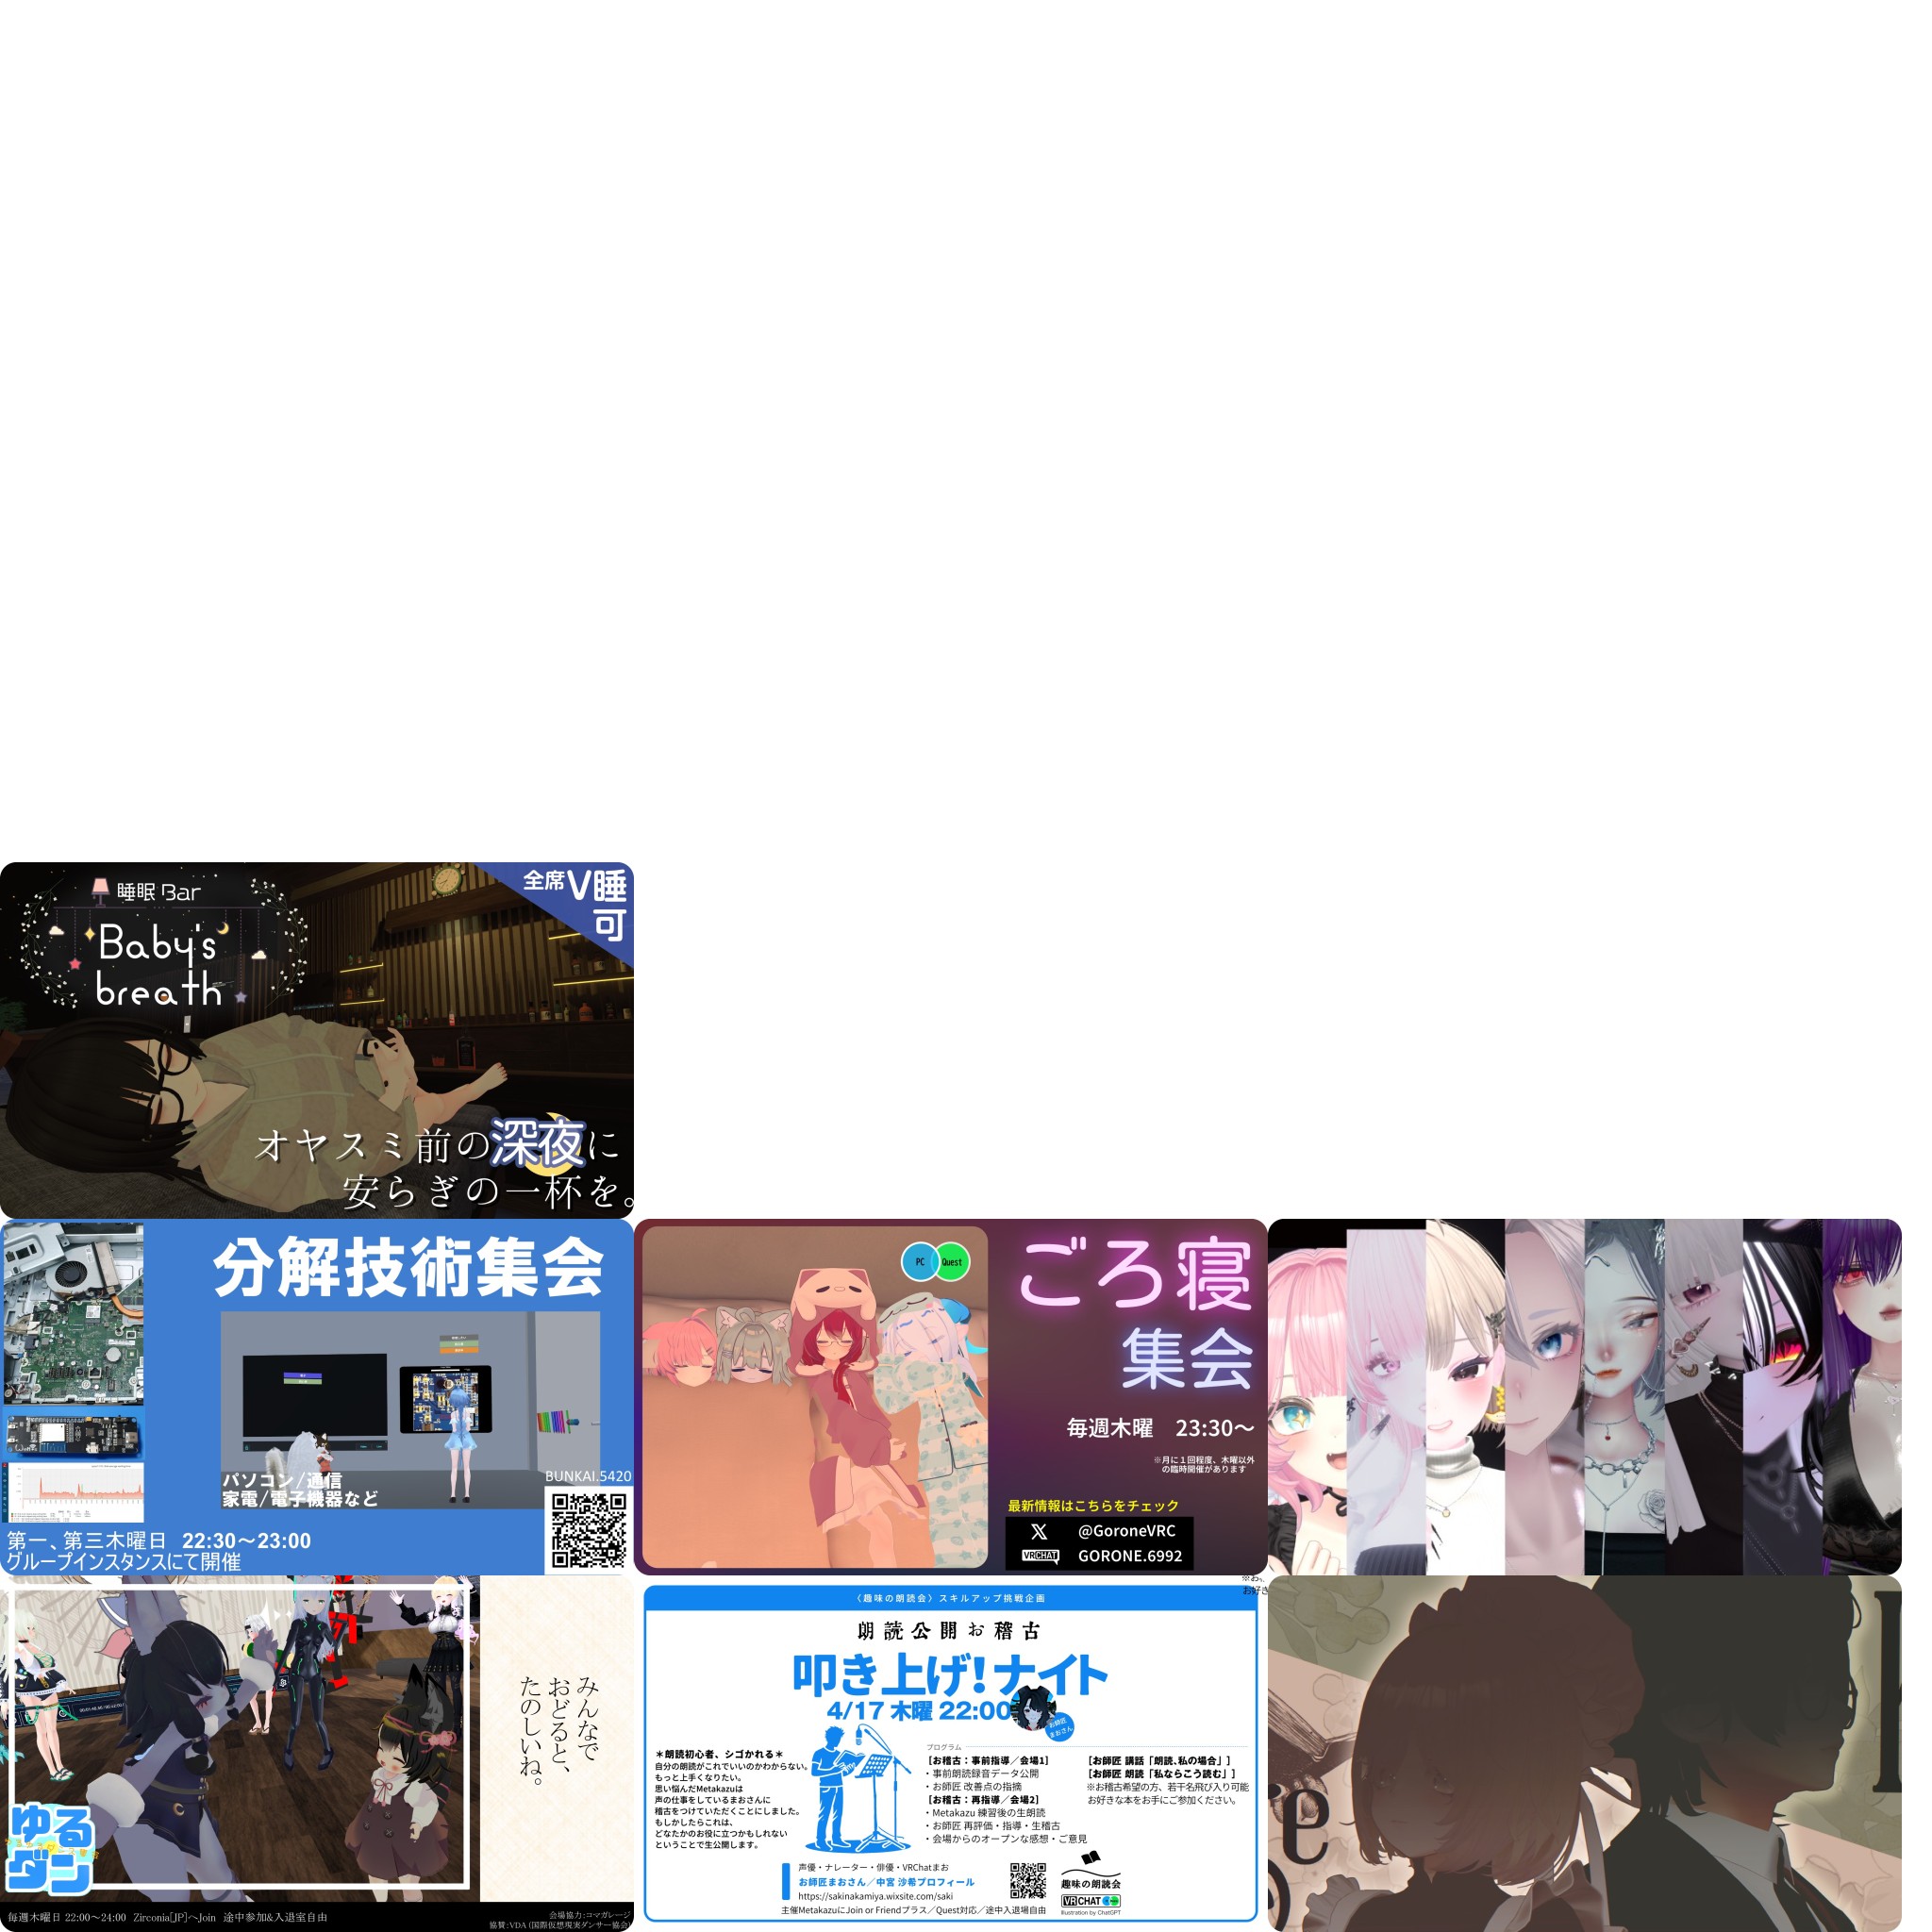 睡眠 Bar
Baby's
breath
全席V睡
可
オヤスミ前の深夜に
安らぎの一杯を。
分解技術集会
パソコン/通信
家電/電子機器など
BUNKAI.5420
第一、第三木曜日 22:30～23:00
グループインスタンスにて開催
PC
Quest
ごろ寝
集会
毎週木曜 23:30～
※月に1回程度、木曜以外
の臨時開催があります
最新情報はこちらをチェック
X @GoroneVRC
VRCHAT GORONE.6992
みんなで
おどると、
たのしいね。
ゆる
ダン
毎週木曜日 22:00～24:00 Zirconia[JP]へJoin 途中参加&入退室自由
会場協力:コマガレージ
協賛:VDA (国際仮想現実ダンサー協会)
※お
お好き
〈趣味の朗読会〉スキルアップ挑戦企画
朗読公開お稽古
叩き上げ!ナイト
4/17 木曜 22:00
お師匠
まおさん
＊朗読初心者、シゴかれる＊
自分の朗読がこれでいいのかわからない。
もっと上手くなりたい。
思い悩んだMetakazuは
声の仕事をしているまおさんに
稽古をつけていただくことにしました。
もしかしたらこれは、
どなたかのお役に立つかもしれない
ということで生公開します。
プログラム
［お稽古：事前指導／会場1］
・事前朗読録音データ公開
・お師匠 改善点の指摘
［お稽古：再指導／会場2］
・Metakazu 練習後の生朗読
・お師匠 再評価・指導・生稽古
・会場からのオープンな感想・ご意見
［お師匠 講話「朗読、私の場合」］
［お師匠 朗読「私ならこう読む」］
※お稽古希望の方、若干名飛び入り可能
お好きな本をお手にご参加ください。
声優・ナレーター・俳優・VRChatまお
お師匠まおさん／中宮 沙希プロフィール
https://sakinakamiya.wixsite.com/saki
主催MetakazuにJoin or Friendプラス／Quest対応／途中入退場自由
趣味の朗読会
VRCHAT
Illustration by ChatGPT
e